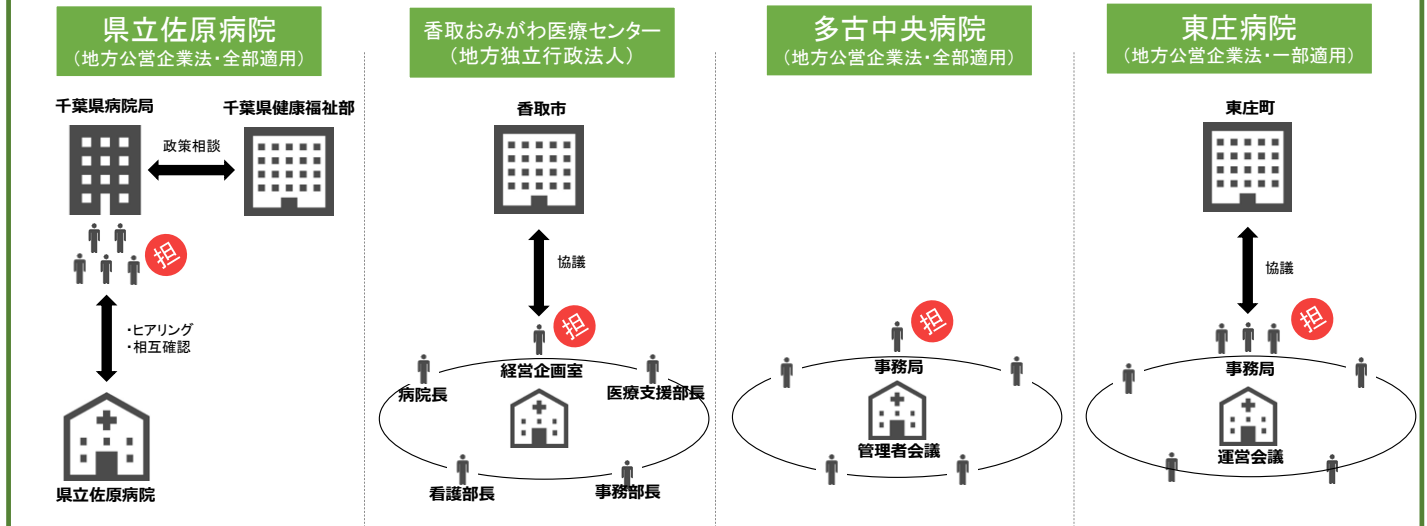 県立佐原病院
（地方公営企業法・全部適用）
千葉県病院局
千葉県健康福祉部
政策相談
担
・ヒアリング
・相互確認
県立佐原病院
香取おみがわ医療センター
（地方独立行政法人）
香取市
協議
担
経営企画室
病院長
医療支援部長
看護部長
事務部長
多古中央病院
（地方公営企業法・全部適用）
担
事務局
管理者会議
東庄病院
（地方公営企業法・一部適用）
東庄町
協議
担
事務局
運営会議